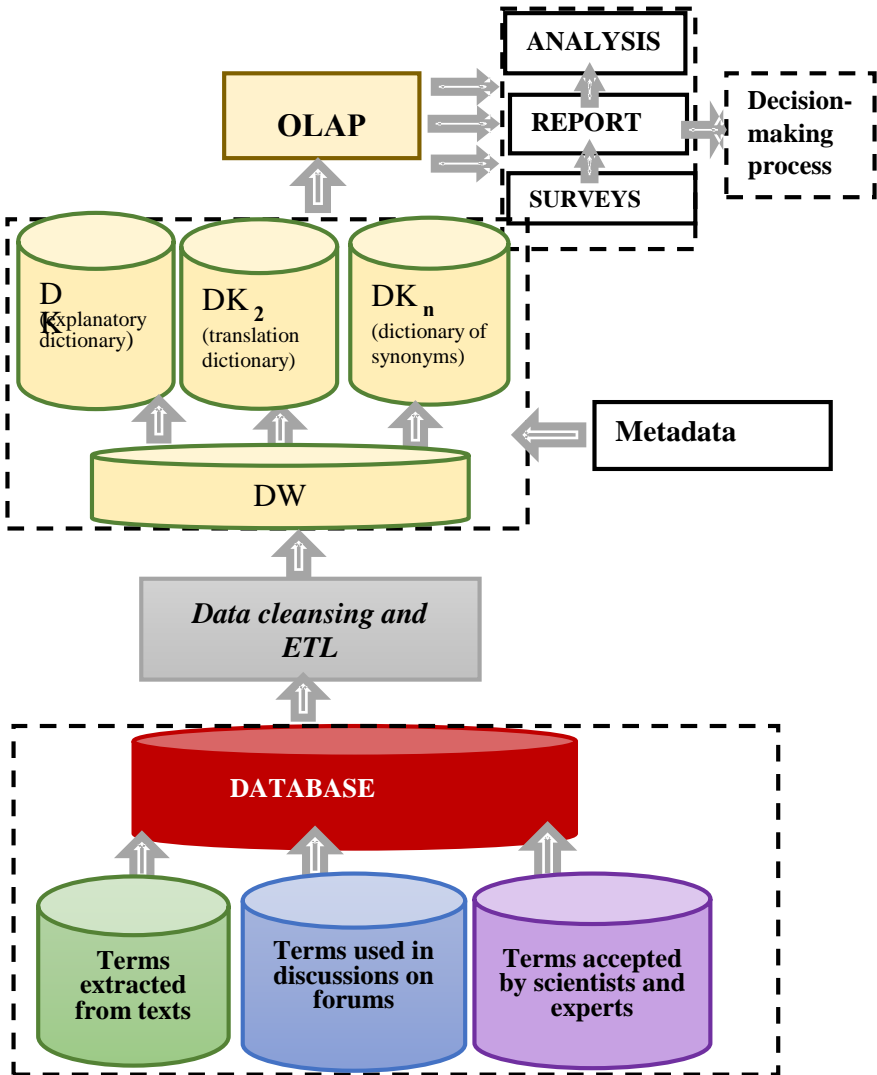 ANALYSIS
OLAP
REPORT
SURVEYS
Decision-
making
process
D
K
(explanatory
dictionary)
DK 2
(translation
dictionary)
DK n
(dictionary of
synonyms)
Metadata
DW
Data cleansing and
ETL
DATABASE
Terms
extracted
from texts
Terms used in
discussions on
forums
Terms accepted
by scientists and
experts